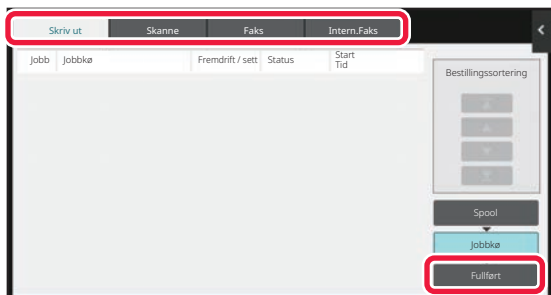 Skriv ut Skanne Faks Intern.Faks
Jobb Jobbkø Fremdrift / sett Status Start
Tid
Bestillingssortering
Spool
Jobbkø
Fullført